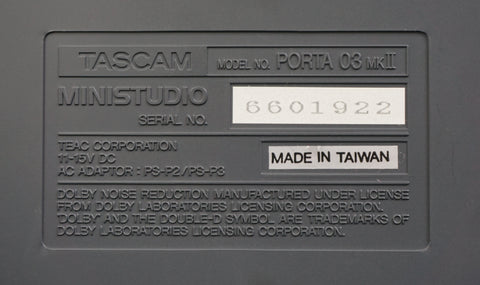 TASCAM MODEL NO. PORTA 03 MKII
MINISTUDIO
SERIAL NO. 6601922
TEAC CORPORATION
11-15V DC
AC ADAPTOR : PS-P2/PS-P3
MADE IN TAIWAN
DOLBY NOISE REDUCTION MANUFACTURED UNDER LICENSE
FROM DOLBY LABORATORIES LICENSING CORPORATION.
'DOLBY' AND THE DOUBLE-D SYMBOL ARE TRADEMARKS OF
DOLBY LABORATORIES LICENSING CORPORATION.